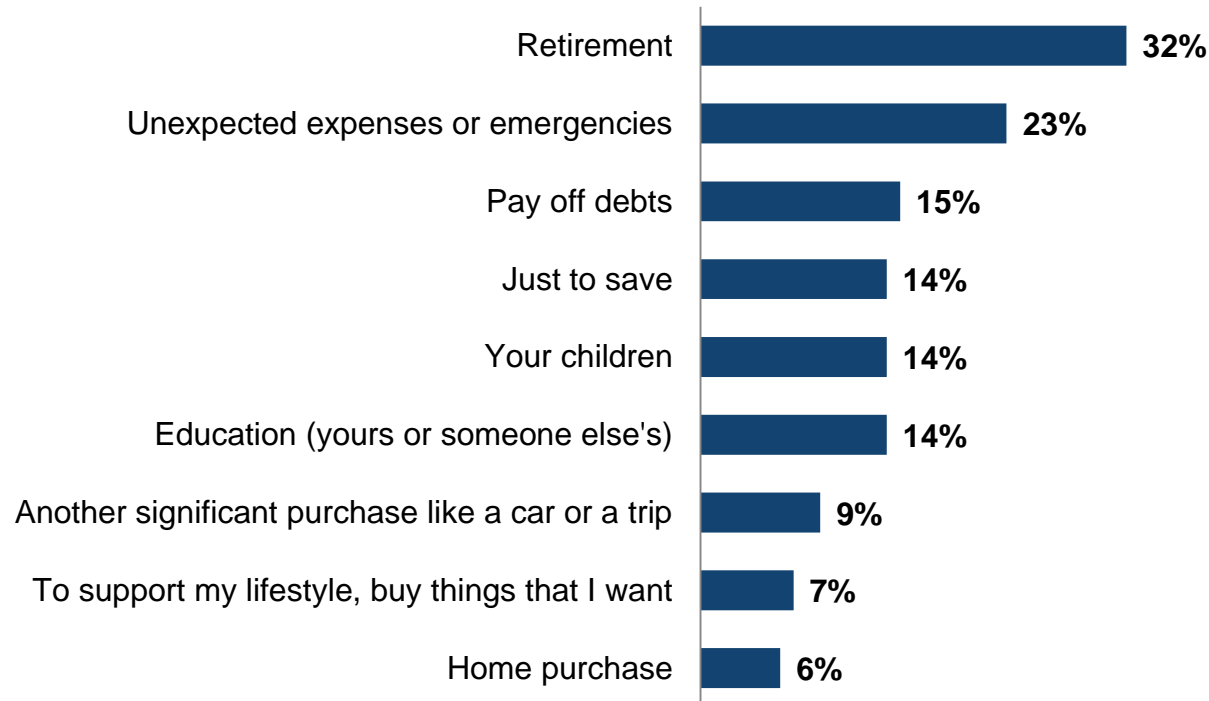 Retirement 32%
Unexpected expenses or emergencies 23%
Pay off debts 15%
Just to save 14%
Your children 14%
Education (yours or someone else's) 14%
Another significant purchase like a car or a trip 9%
To support my lifestyle, buy things that I want 7%
Home purchase 6%